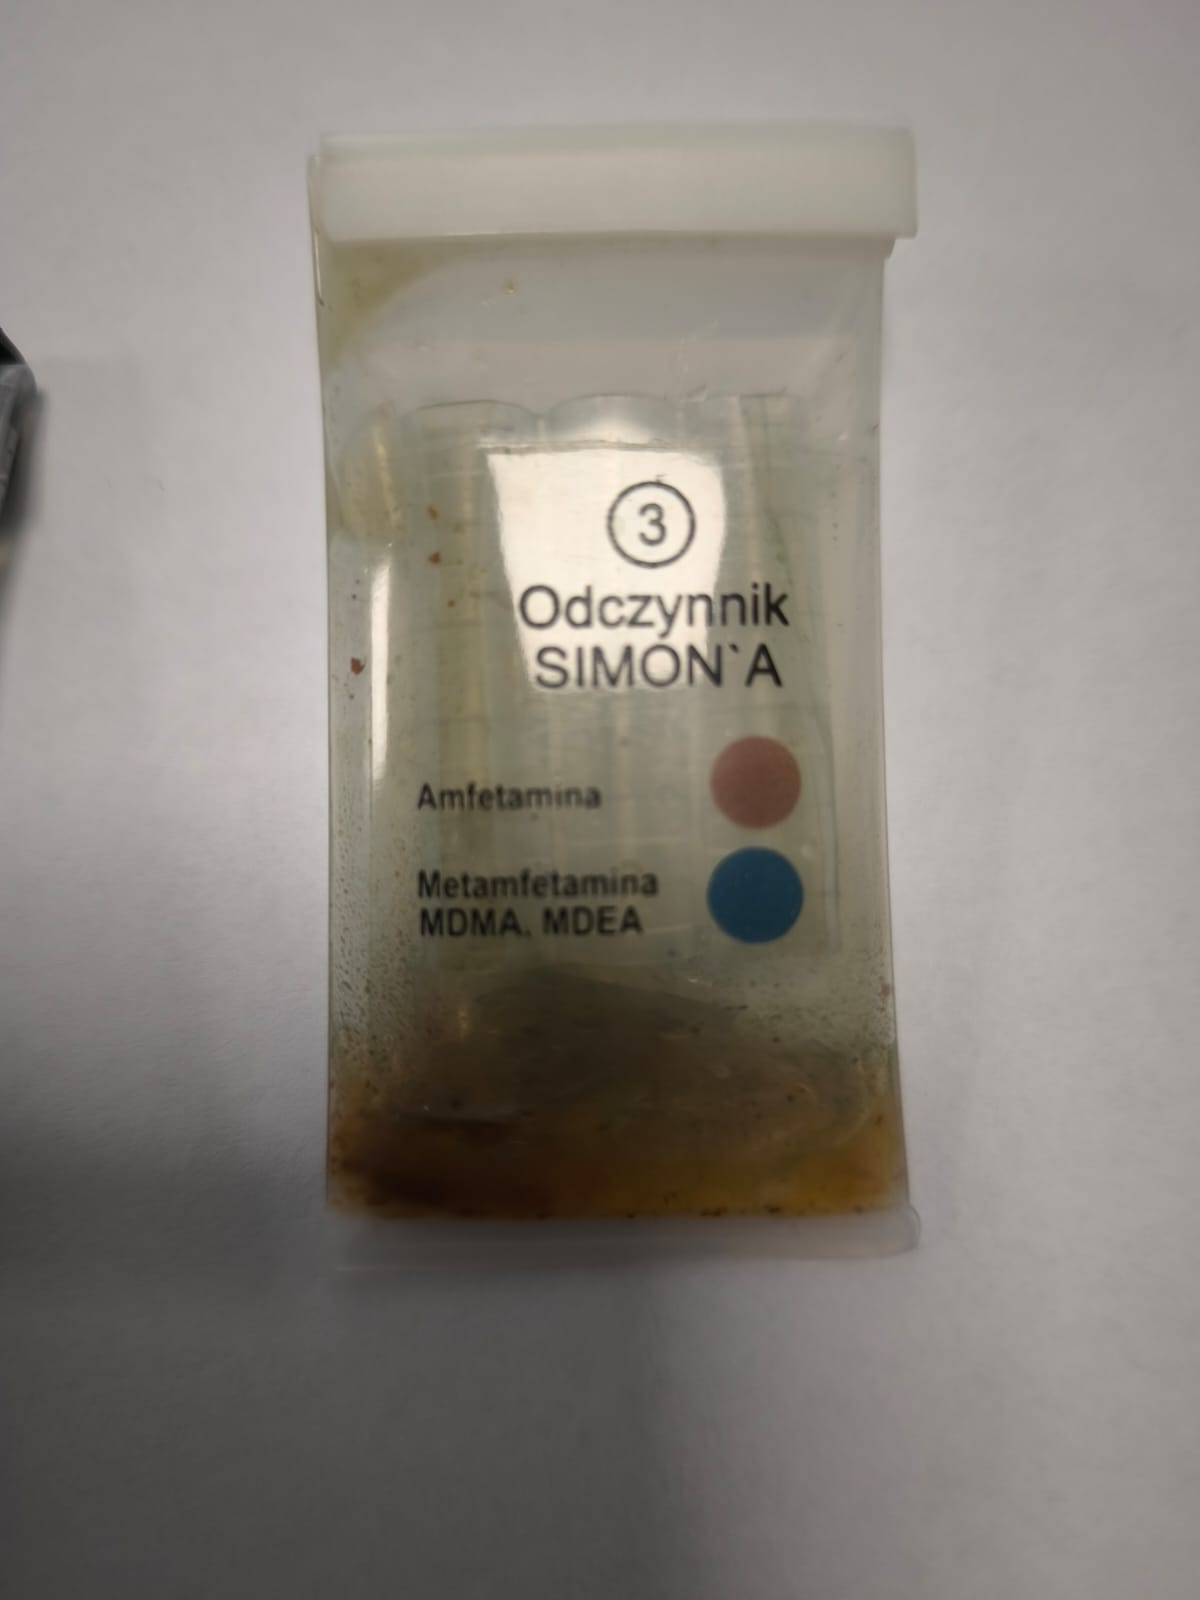 3
Odczynnik
SIMON`A
Amfetamina
Metamfetamina
MDMA. MDEA